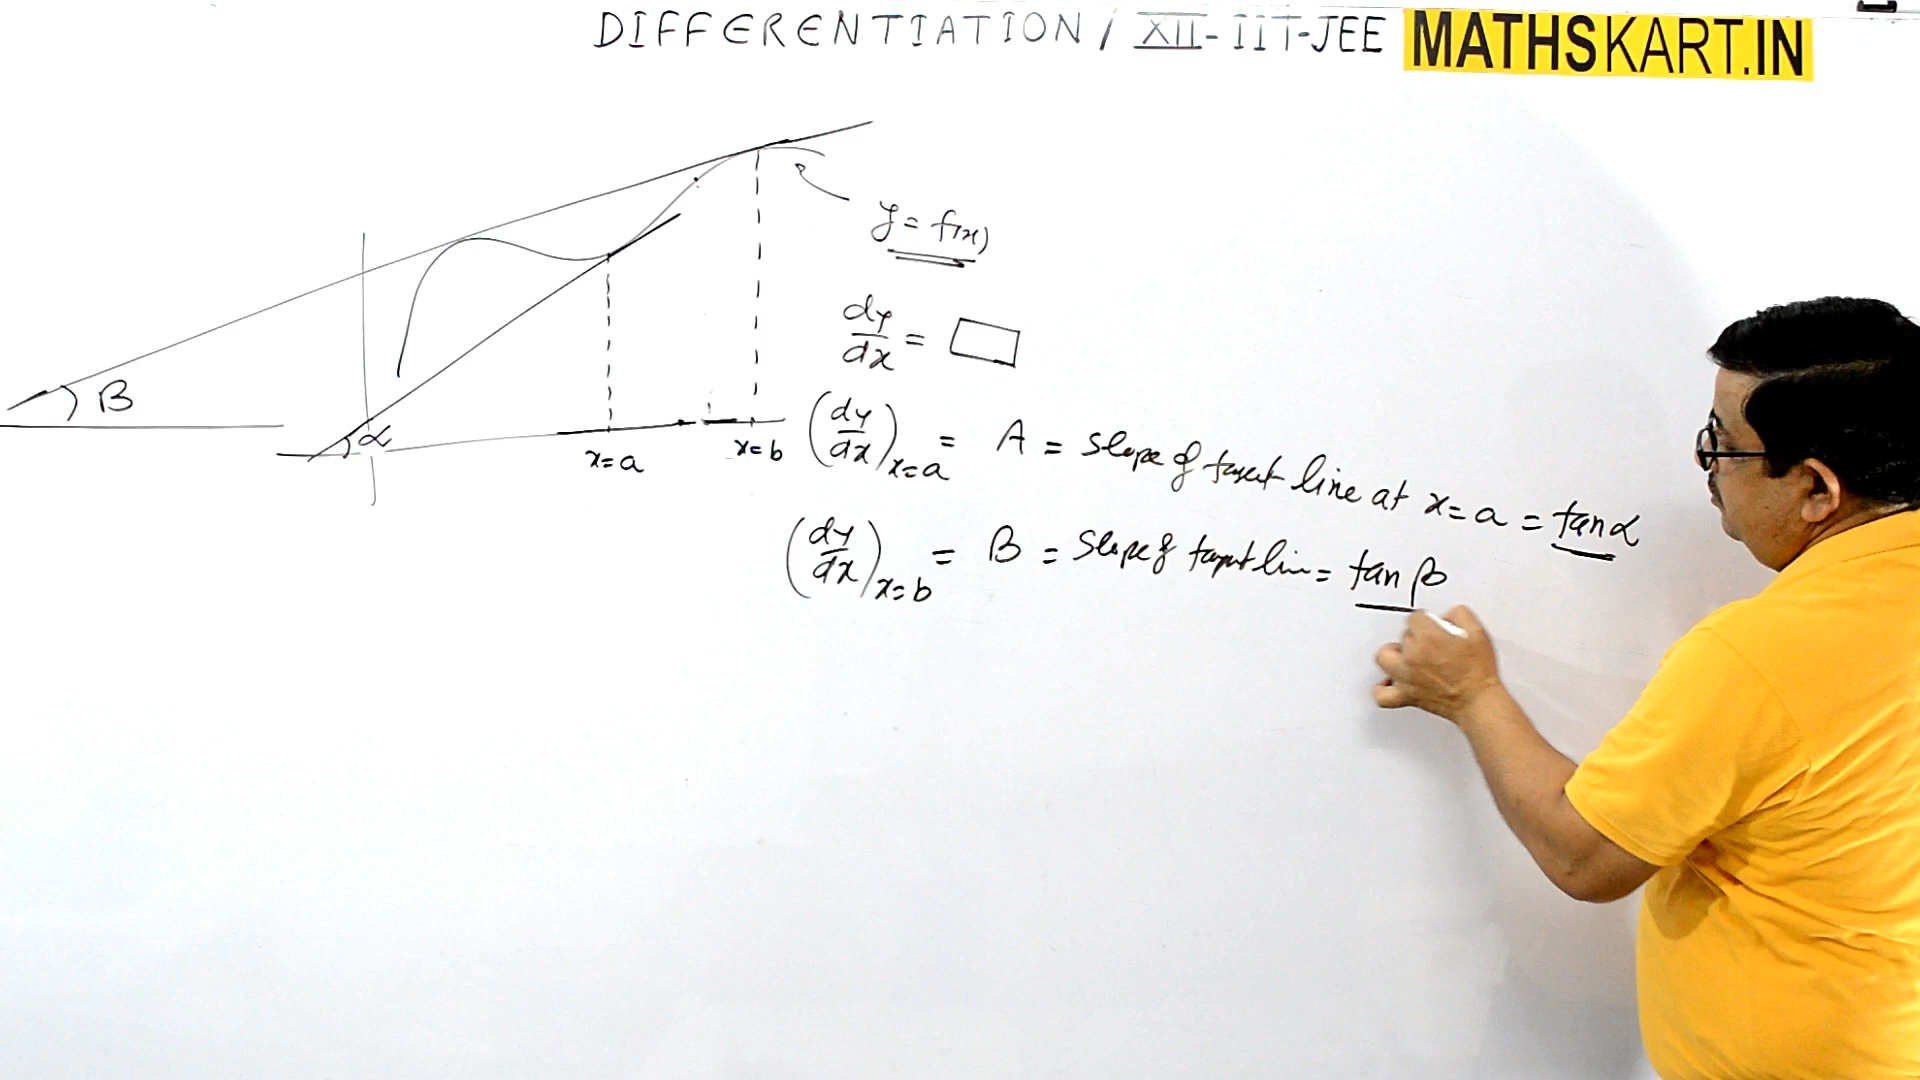 DIFFERENTIATION / XII - IIT-JEE MATHSKART.IN
y = f(x)
dy/dx = □
(dy/dx)x=a = A = slope of tangent line at x=a = tanα
(dy/dx)x=b = B = slope of tangent line = tan β
β
α
x=a
x=b